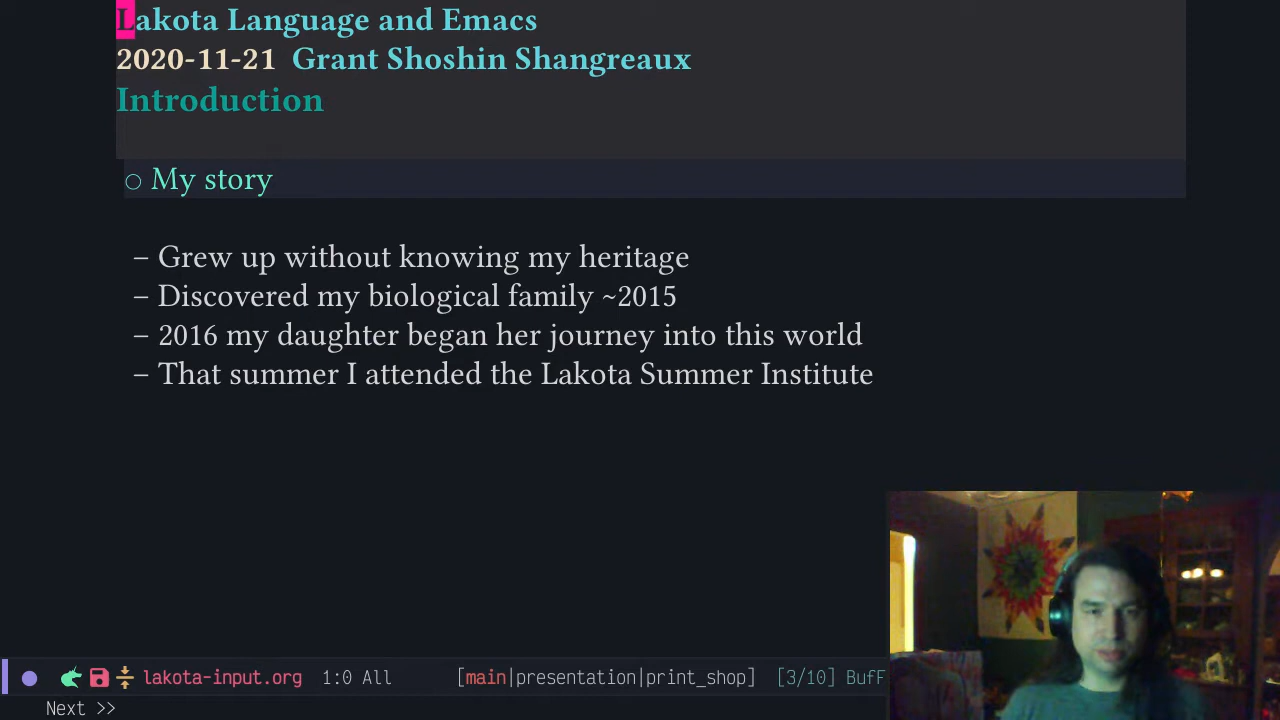 Lakota Language and Emacs
2020-11-21 Grant Shoshin Shangreaux
Introduction
○ My story
– Grew up without knowing my heritage
– Discovered my biological family ~2015
– 2016 my daughter began her journey into this world
– That summer I attended the Lakota Summer Institute
lakota-input.org 1:0 All [main|presentation|print_shop] [3/10] BufF
Next >>